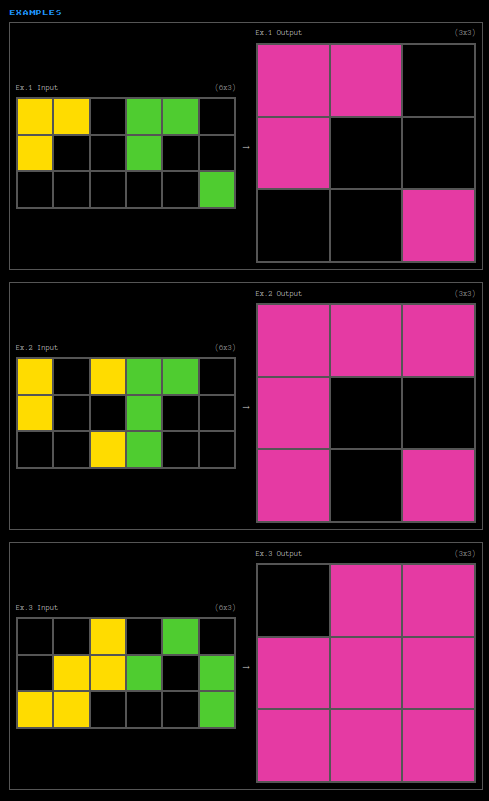 EXAMPLES
Ex.1 Output (3x3)
Ex.1 Input (6x3)
→
Ex.2 Output (3x3)
Ex.2 Input (6x3)
→
Ex.3 Output (3x3)
Ex.3 Input (6x3)
→